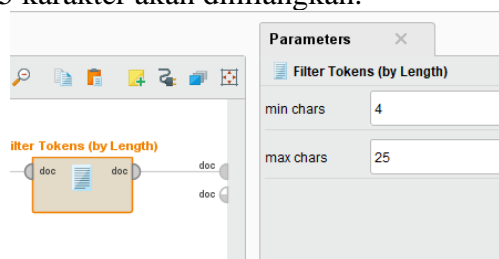 karakter akan dihilangkan.
Parameters
Filter Tokens (by Length)
min chars 4
ilter Tokens (by Length)
doc doc doc
max chars 25
doc